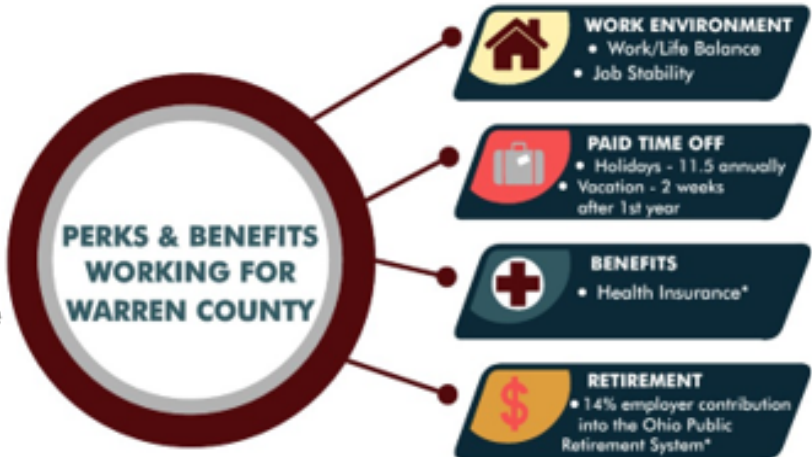 PERKS & BENEFITS
WORKING FOR
WARREN COUNTY
WORK ENVIRONMENT
• Work/Life Balance
• Job Stability
PAID TIME OFF
• Holidays - 11.5 annually
• Vacation - 2 weeks
after 1st year
BENEFITS
• Health Insurance*
RETIREMENT
• 14% employer contribution
into the Ohio Public
Retirement System*